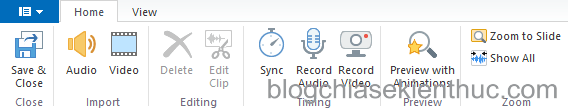 Home View
Save & Close
Audio
Video
Delete
Edit Clip
Sync
Record Audio
Record Video
Preview with Animations
Zoom to Slide
Show All
Close
Import
Editing
Timing
Preview
Zoom
blogchiasekienthuc.com